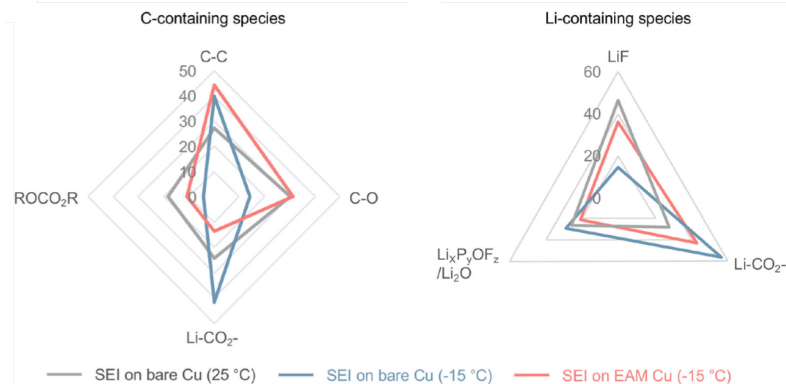 C-containing species
Li-containing species
C-C
50
40
30
20
10
0
ROCO₂R
C-O
Li-CO₂-
LiF
60
40
20
0
LiₓPᵧOF_z
/Li₂O
Li-CO₂-
SEI on bare Cu (25 °C)
SEI on bare Cu (-15 °C)
SEI on EAM Cu (-15 °C)